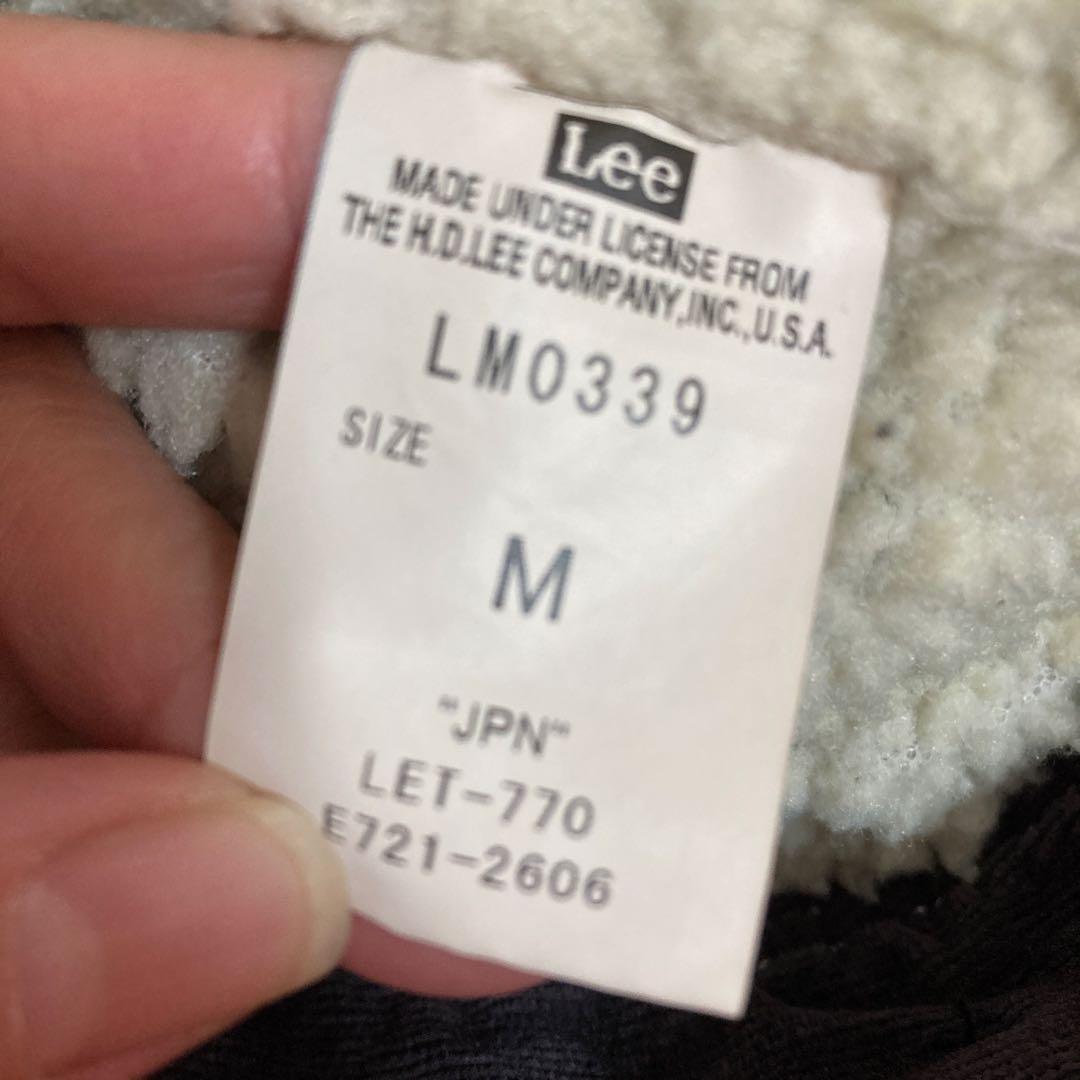 Lee
MADE UNDER LICENSE FROM
THE H.D.LEE COMPANY,INC.,U.S.A.
LM0339
SIZE
M
"JPN"
LET-770
E721-2606